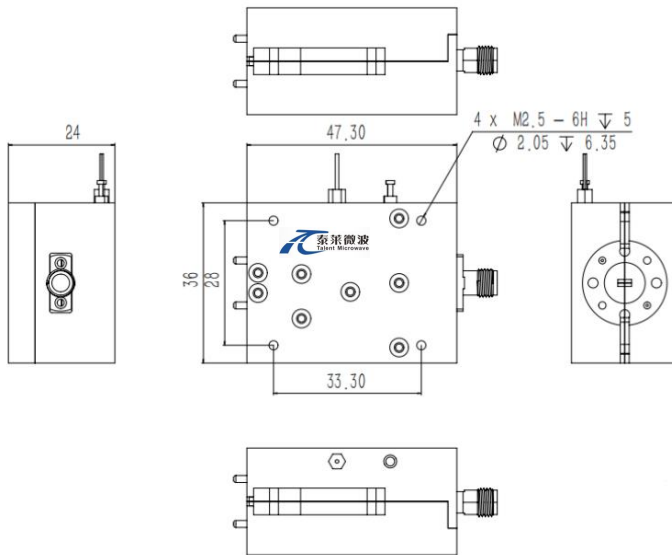 24
47.30
4 x M2.5 - 6H ↧ 5
Ø 2.05 ↧ 6.35
36
28
泰莱微波
Talent Microwave
33.30